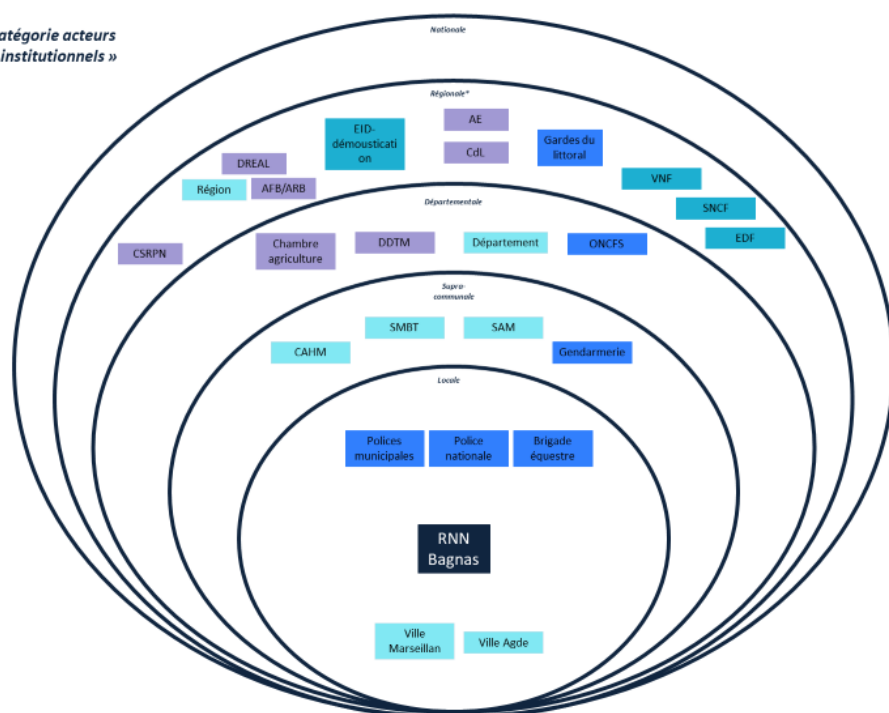 atégorie acteurs
institutionnels »
Nationale
Régionale*
EID-
démousticati
on
AE
CdL
Gardes du
littoral
DREAL
Région
AFB/ARB
VNF
SNCF
EDF
CSRPN
Départementale
Chambre
agriculture
DDTM
Département
ONCFS
Supra-
communale
SMBT
SAM
CAHM
Gendarmerie
Locale
Polices
municipales
Police
nationale
Brigade
équestre
RNN
Bagnas
Ville
Marseillan
Ville Agde